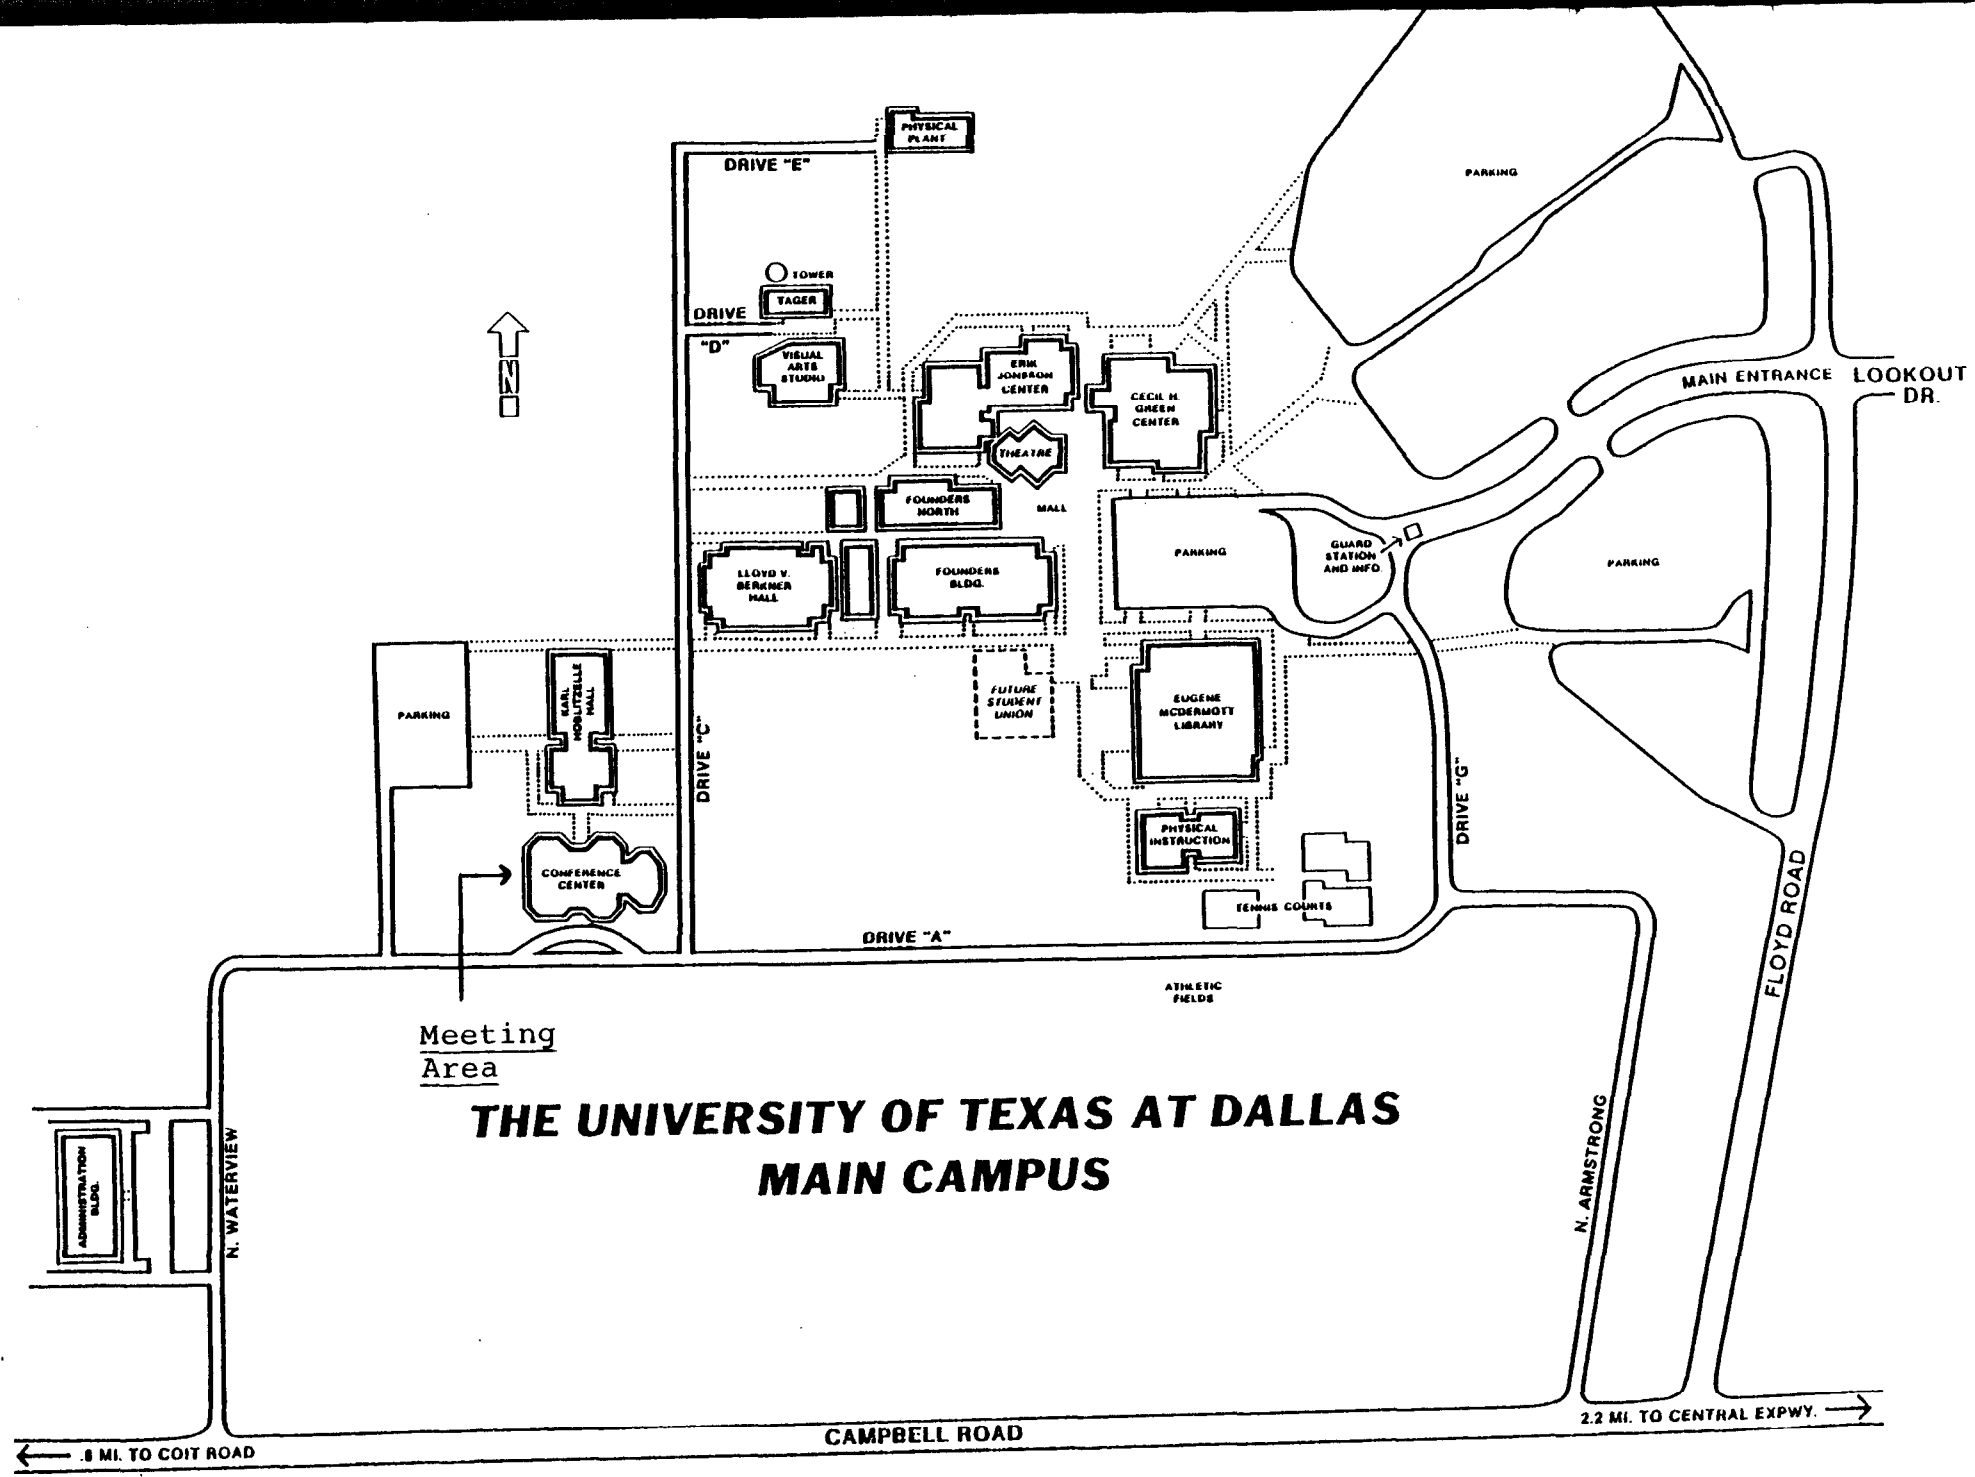 PHYSICAL
PLANT
DRIVE "E"
PARKING
TOWER
TAGER
DRIVE
"D"
VISUAL
ARTS
STUDIO
N
ERIK
JONSSON
CENTER
CECIL H.
GREEN
CENTER
MAIN ENTRANCE
LOOKOUT
DR.
THEATRE
FOUNDERS
NORTH
MALL
PARKING
GUARD
STATION
AND INFO.
PARKING
LLOYD V.
BERKNER
HALL
FOUNDERS
BLDG.
KARL
HOBLITZELLE
HALL
PARKING
DRIVE "C"
FUTURE
STUDENT
UNION
EUGENE
MCDERMOTT
LIBRARY
DRIVE "G"
PHYSICAL
INSTRUCTION
CONFERENCE
CENTER
TENNIS COURTS
DRIVE "A"
FLOYD ROAD
ATHLETIC
FIELDS
Meeting
Area
THE UNIVERSITY OF TEXAS AT DALLAS
MAIN CAMPUS
ADMINISTRATION
BLDG.
N. WATERVIEW
N. ARMSTRONG
CAMPBELL ROAD
2.2 MI. TO CENTRAL EXPWY.
.8 MI. TO COIT ROAD